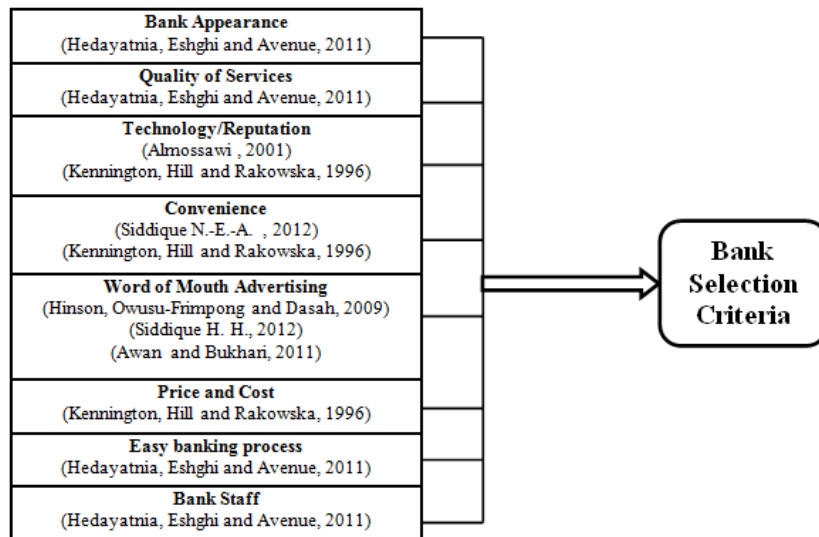 Bank Appearance
(Hedayatnia, Eshghi and Avenue, 2011)
Quality of Services
(Hedayatnia, Eshghi and Avenue, 2011)
Technology/Reputation
(Almossawi , 2001)
(Kennington, Hill and Rakowska, 1996)
Convenience
(Siddique N.-E.-A. , 2012)
(Kennington, Hill and Rakowska, 1996)
Word of Mouth Advertising
(Hinson, Owusu-Frimpong and Dasah, 2009)
(Siddique H. H., 2012)
(Awan and Bukhari, 2011)
Price and Cost
(Kennington, Hill and Rakowska, 1996)
Easy banking process
(Hedayatnia, Eshghi and Avenue, 2011)
Bank Staff
(Hedayatnia, Eshghi and Avenue, 2011)
Bank
Selection
Criteria